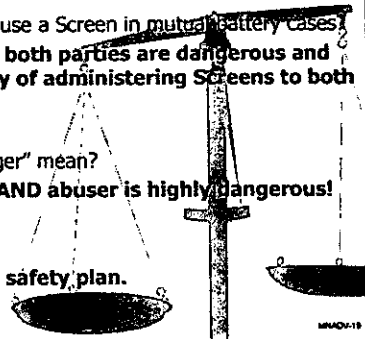 use a Screen in mutual battery cases?
both parties are dangerous and
y of administering Screens to both
ger” mean?
AND abuser is highly dangerous!
safety plan.
MNADV-19